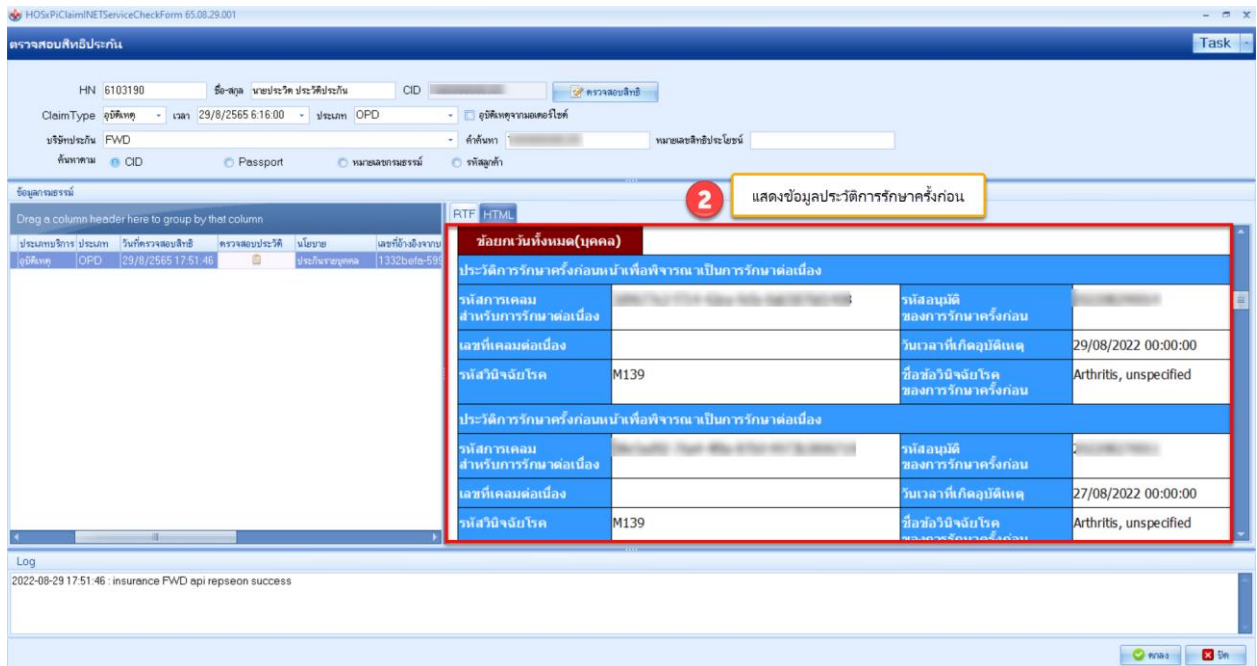 HOSxPiClaimINETServiceCheckForm 65.08.29.001
ตรวจสอบสิทธิประกัน
Task
HN 6103190 ชื่อ-สกุล นายประวิต ประวัติประกัน CID ตรวจสอบสิทธิ
ClaimType อุบัติเหตุ เวลา 29/8/2565 6:16:00 ประเภท OPD อุบัติเหตุจากมอเตอร์ไซค์
บริษัทประกัน FWD คำค้นหา หมายเลขสิทธิประโยชน์
ค้นหาตาม CID Passport หมายเลขกรมธรรม์ รหัสลูกค้า
ข้อมูลกรมธรรม์
2 แสดงข้อมูลประวัติการรักษาครั้งก่อน
Drag a column header here to group by that column
RTF HTML
ประเภทบริการ ประเภท วันที่ตรวจสอบสิทธิ ตรวจสอบประวัติ นโยบาย เลขที่อ้างอิงจากบ
อุบัติเหตุ OPD 29/8/2565 17:51:46 ประกันรายบุคคล 1332befa-599
ข้อยกเว้นทั้งหมด(บุคคล)
ประวัติการรักษาครั้งก่อนหน้าเพื่อพิจารณาเป็นการรักษาต่อเนื่อง
รหัสการเคลม
สำหรับการรักษาต่อเนื่อง
รหัสอนุมัติ
ของการรักษาครั้งก่อน
เลขที่เคลมต่อเนื่อง
วันเวลาที่เกิดอุบัติเหตุ 29/08/2022 00:00:00
รหัสวินิจฉัยโรค M139
ชื่อข้อวินิจฉัยโรค
ของการรักษาครั้งก่อน
Arthritis, unspecified
ประวัติการรักษาครั้งก่อนหน้าเพื่อพิจารณาเป็นการรักษาต่อเนื่อง
รหัสการเคลม
สำหรับการรักษาต่อเนื่อง
รหัสอนุมัติ
ของการรักษาครั้งก่อน
เลขที่เคลมต่อเนื่อง
วันเวลาที่เกิดอุบัติเหตุ 27/08/2022 00:00:00
รหัสวินิจฉัยโรค M139
ชื่อข้อวินิจฉัยโรค
ของการรักษาครั้งก่อน
Arthritis, unspecified
Log
2022-08-29 17:51:46 : insurance FWD api repseon success
ตกลง ปิด